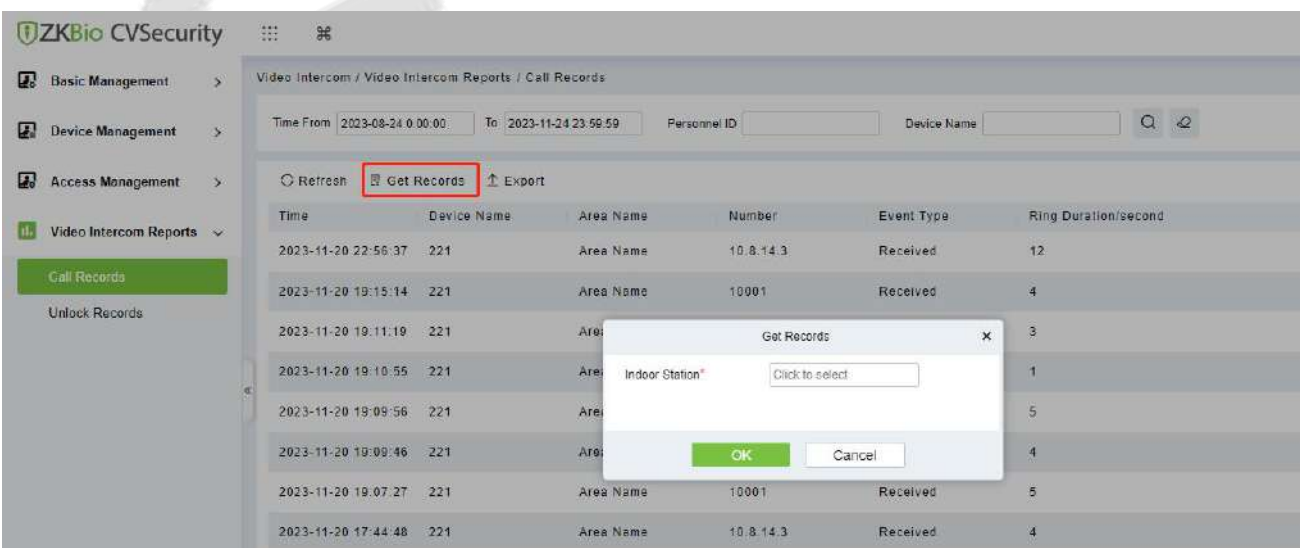 ZKBio CVSecurity
Basic Management
Device Management
Access Management
Video Intercom Reports
Call Records
Unlock Records
Video Intercom / Video Intercom Reports / Call Records
Time From 2023-08-24 0:00:00 To 2023-11-24 23:59:59 Personnel ID Device Name
Refresh Get Records Export
Time Device Name Area Name Number Event Type Ring Duration/second
2023-11-20 22:56:37 221 Area Name 10.8.14.3 Received 12
2023-11-20 19:15:14 221 Area Name 10001 Received 4
2023-11-20 19:11:19 221 3
2023-11-20 19:10:55 221 1
2023-11-20 19:09:56 221 5
2023-11-20 19:09:46 221 4
2023-11-20 19:07:27 221 Area Name 10001 Received 5
2023-11-20 17:44:48 221 Area Name 10.8.14.3 Received 4
Get Records ×
Indoor Station* Click to select
OK Cancel